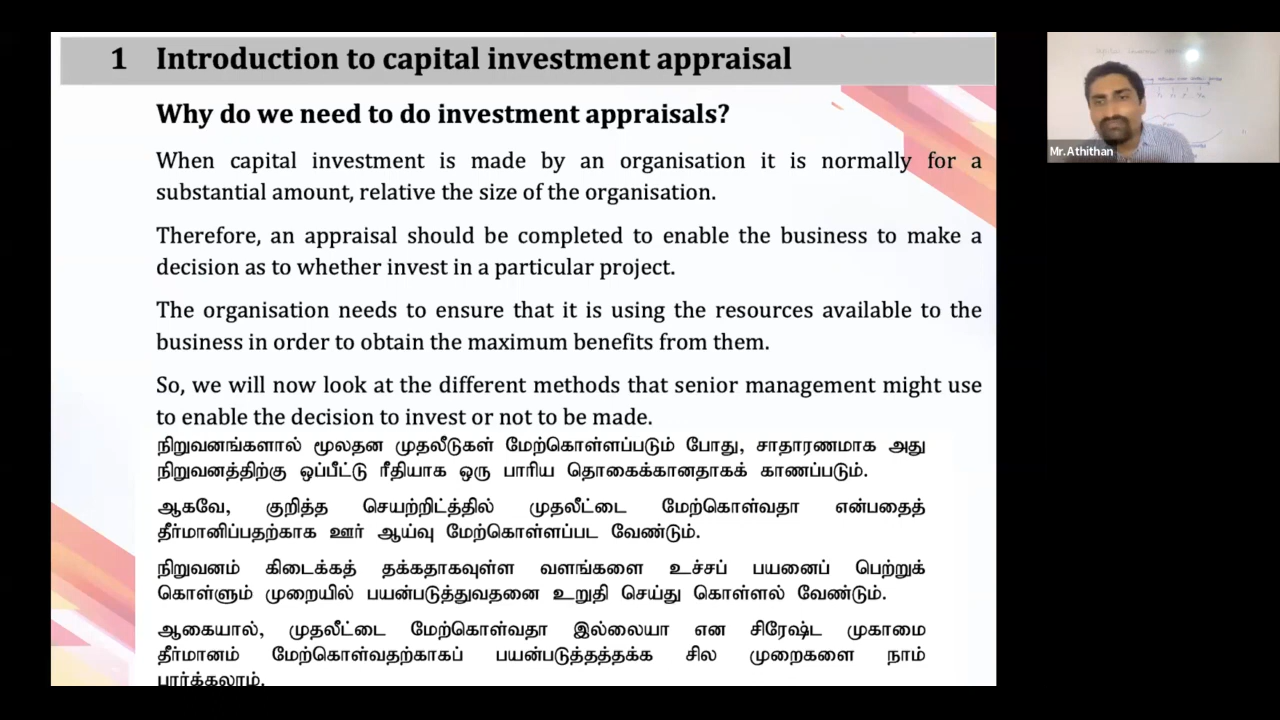 1 Introduction to capital investment appraisal
Why do we need to do investment appraisals?
When capital investment is made by an organisation it is normally for a
substantial amount, relative the size of the organisation.
Therefore, an appraisal should be completed to enable the business to make a
decision as to whether invest in a particular project.
The organisation needs to ensure that it is using the resources available to the
business in order to obtain the maximum benefits from them.
So, we will now look at the different methods that senior management might use
to enable the decision to invest or not to be made.
நிறுவனங்களால் மூலதன முதலீடுகள் மேற்கொள்ளப்படும் போது, சாதாரணமாக அது
நிறுவனத்திற்கு ஒப்பீட்டு ரீதியாக ஒரு பாரிய தொகைக்கானதாகக் காணப்படும்.
ஆகவே, குறித்த செயற்றிட்த்தில் முதலீட்டை மேற்கொள்வதா என்பதைத்
தீர்மானிப்பதற்காக ஊர் ஆய்வு மேற்கொள்ளப்பட வேண்டும்.
நிறுவனம் கிடைக்கத் தக்கதாகவுள்ள வளங்களை உச்சப் பயனைப் பெற்றுக்
கொள்ளும் முறையில் பயன்படுத்துவதனை உறுதி செய்து கொள்ளல் வேண்டும்.
ஆகையால், முதலீட்டை மேற்கொள்வதா இல்லையா என சிரேஷ்ட முகாமை
தீர்மானம் மேற்கொள்வதற்காகப் பயன்படுத்தத்தக்க சில முறைகளை நாம்
பார்க்கலாம்.
Mr.Athithan